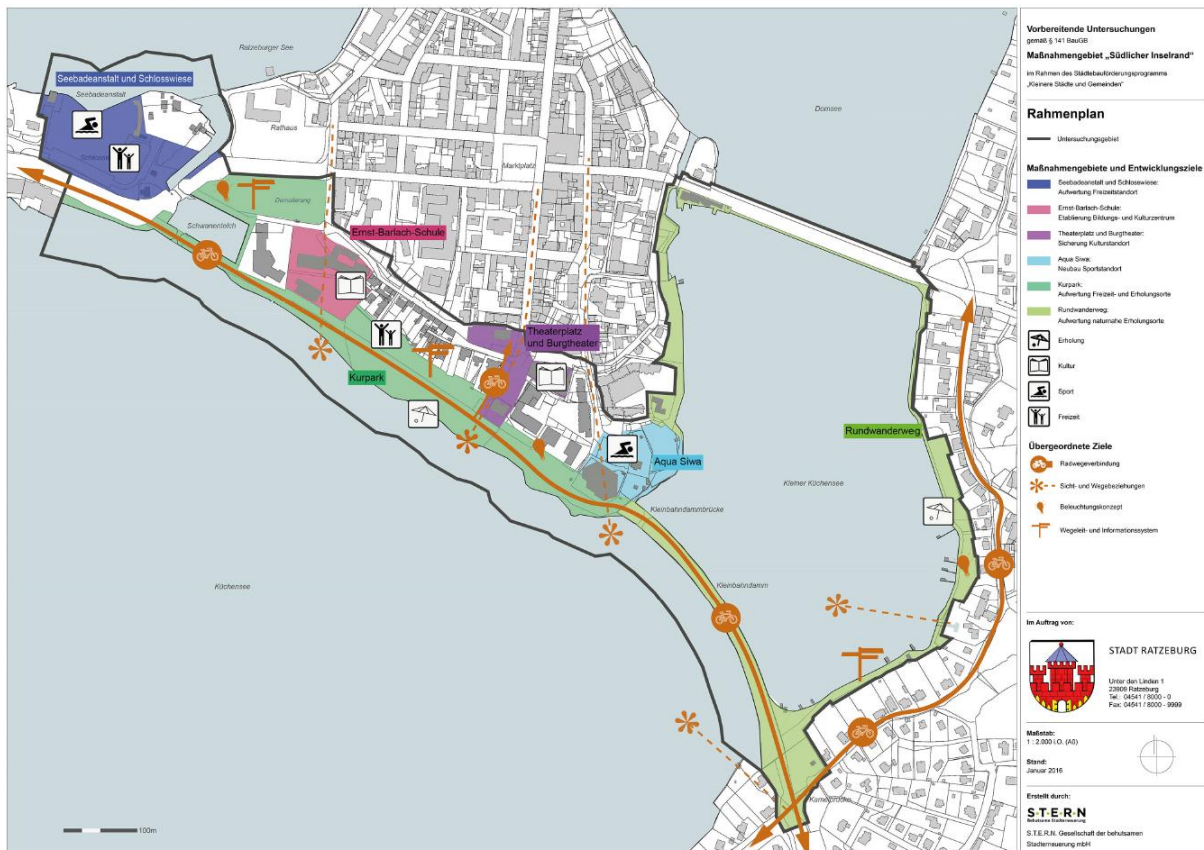 Ratzeburger See
Seebadeanstalt und Schlosswiese
Seebadeanstalt
Rathaus
Domsee
Marktplatz
Schwanenteich
Ernst-Barlach-Schule
Theaterplatz
und Burgtheater
Kurpark
Rundwanderweg
Aqua Siwa
Kleiner Küchensee
Kleinbahndammbrücke
Küchensee
Kleinbahndamm
100m
Vorbereitende Untersuchungen
gemäß § 141 BauGB
Maßnahmengebiet „Südlicher Inselrand“
im Rahmen des Städtebauförderungsprogramms
„Kleinere Städte und Gemeinden“
Rahmenplan
Untersuchungsgebiet
Maßnahmengebiete und Entwicklungsziele
Seebadeanstalt und Schlosswiese:
Aufwertung Freizeitstandort
Ernst-Barlach-Schule:
Etablierung Bildungs- und Kulturzentrum
Theaterplatz und Burgtheater:
Sicherung Kulturstandort
Aqua Siwa:
Neubau Sportstandort
Kurpark:
Aufwertung Freizeit- und Erholungsorte
Rundwanderweg:
Aufwertung naturnahe Erholungsorte
Erholung
Kultur
Sport
Freizeit
Übergeordnete Ziele
Radwegeverbindung
Sicht- und Wegebeziehungen
Beleuchtungskonzept
Wegeleit- und Informationssystem
Im Auftrag von:
STADT RATZEBURG
Unter den Linden 1
23909 Ratzeburg
Tel.: 04541 / 8000 - 0
Fax: 04541 / 8000 - 9999
Maßstab:
1 : 2.000 i.O. (A0)
Stand:
Januar 2016
Erstellt durch:
S·T·E·R·N
Behutsame Stadterneuerung
S.T.E.R.N. Gesellschaft der behutsamen
Stadterneuerung mbH